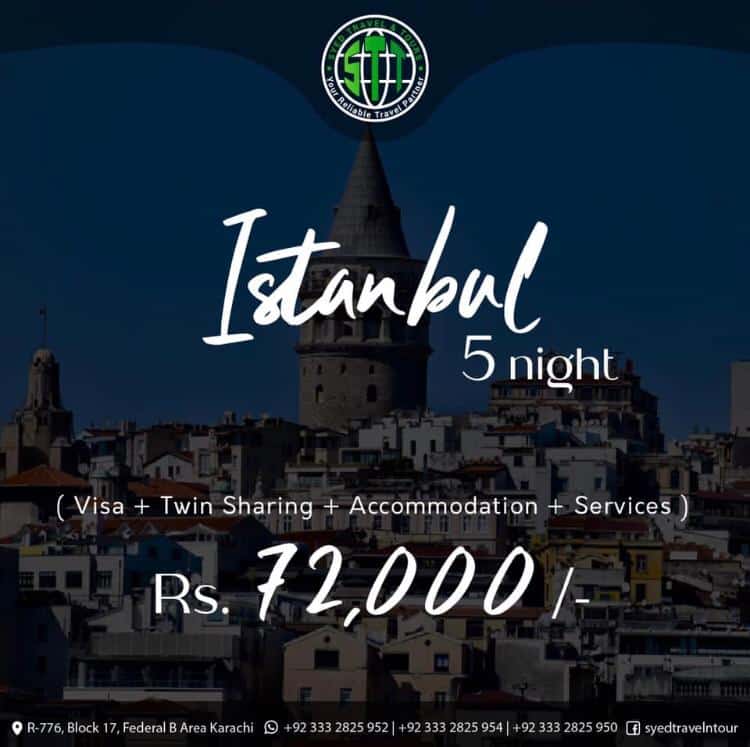 SYED TRAVEL & TOURS
STT
Your Reliable Travel Partner
Istanbul
5 night
( Visa + Twin Sharing + Accommodation + Services )
Rs. 72,000 /-
R-776, Block 17, Federal B Area Karachi +92 333 2825 952 | +92 333 2825 954 | +92 333 2825 950 syedtravelntour